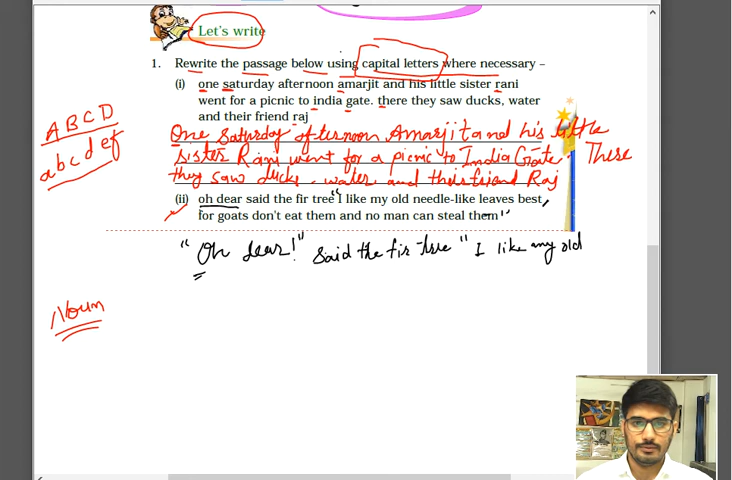 Let's write
1. Rewrite the passage below using capital letters where necessary –
(i) one saturday afternoon amarjit and his little sister rani
went for a picnic to india gate. there they saw ducks, water
and their friend raj
A B C D
a b c d e f
One Saturday afternoon Amarjit and his little
Sister Rani went for a picnic to India Gate. There
they saw ducks, water and their friend Raj
(ii) oh dear said the fir tree "I like my old needle-like leaves best,
for goats don't eat them and no man can steal them"
"Oh dear!" Said the fir tree "I like my old
Noun